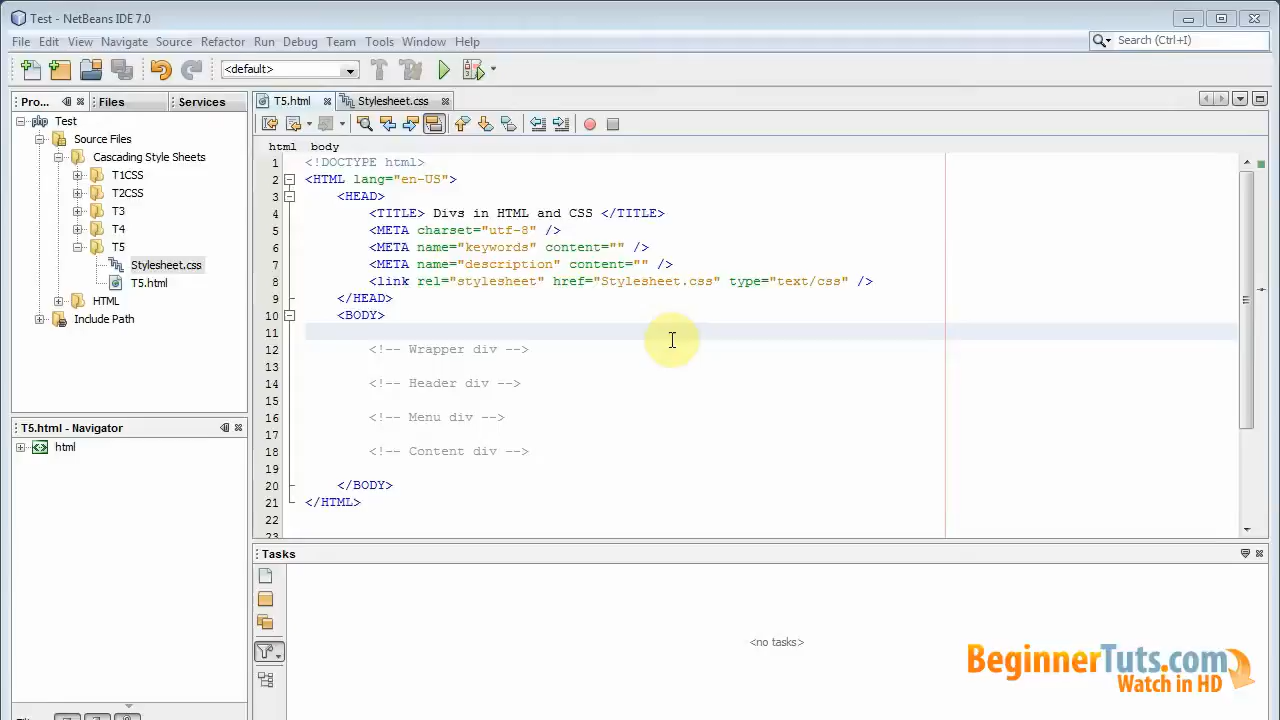 Test - NetBeans IDE 7.0
File Edit View Navigate Source Refactor Run Debug Team Tools Window Help
Search (Ctrl+I)
<default>
Pro... Files Services
T5.html Stylesheet.css
Test
Source Files
Cascading Style Sheets
T1CSS
T2CSS
T3
T4
T5
Stylesheet.css
T5.html
HTML
Include Path
html body
1 <!DOCTYPE html>
2 <HTML lang="en-US">
3 <HEAD>
4 <TITLE> Divs in HTML and CSS </TITLE>
5 <META charset="utf-8" />
6 <META name="keywords" content="" />
7 <META name="description" content="" />
8 <link rel="stylesheet" href="Stylesheet.css" type="text/css" />
9 </HEAD>
10 <BODY>
11
12 <!-- Wrapper div -->
13
14 <!-- Header div -->
15
16 <!-- Menu div -->
17
18 <!-- Content div -->
19
20 </BODY>
21 </HTML>
22
23
T5.html - Navigator
html
Tasks
<no tasks>
BeginnerTuts.com
Watch in HD